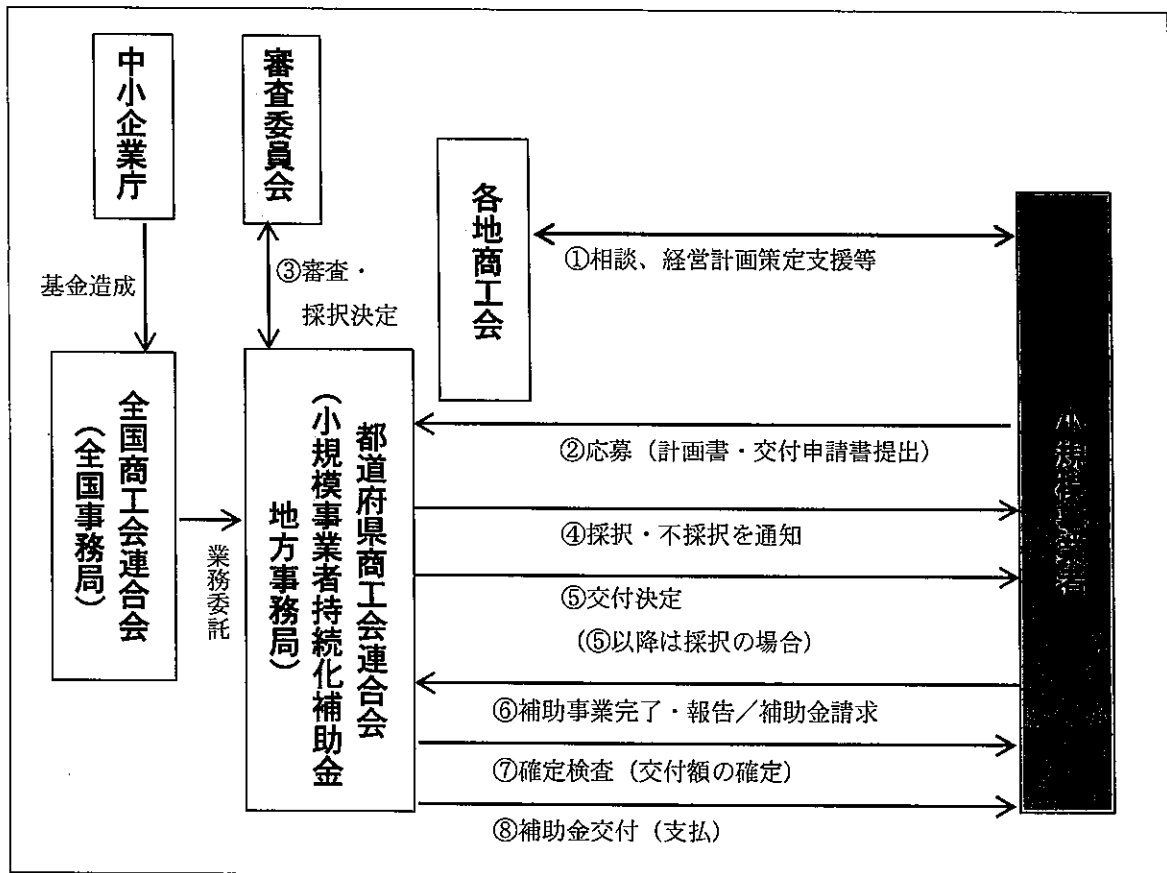 中小企業庁
審査委員会
各地商工会
①相談、経営計画策定支援等
基金造成
③審査・
採択決定
全国商工会連合会
（全国事務局）
業務委託
都道府県商工会連合会
（小規模事業者持続化補助金
地方事務局）
②応募（計画書・交付申請書提出）
④採択・不採択を通知
⑤交付決定
（⑤以降は採択の場合）
⑥補助事業完了・報告／補助金請求
⑦確定検査（交付額の確定）
⑧補助金交付（支払）
小規模事業者